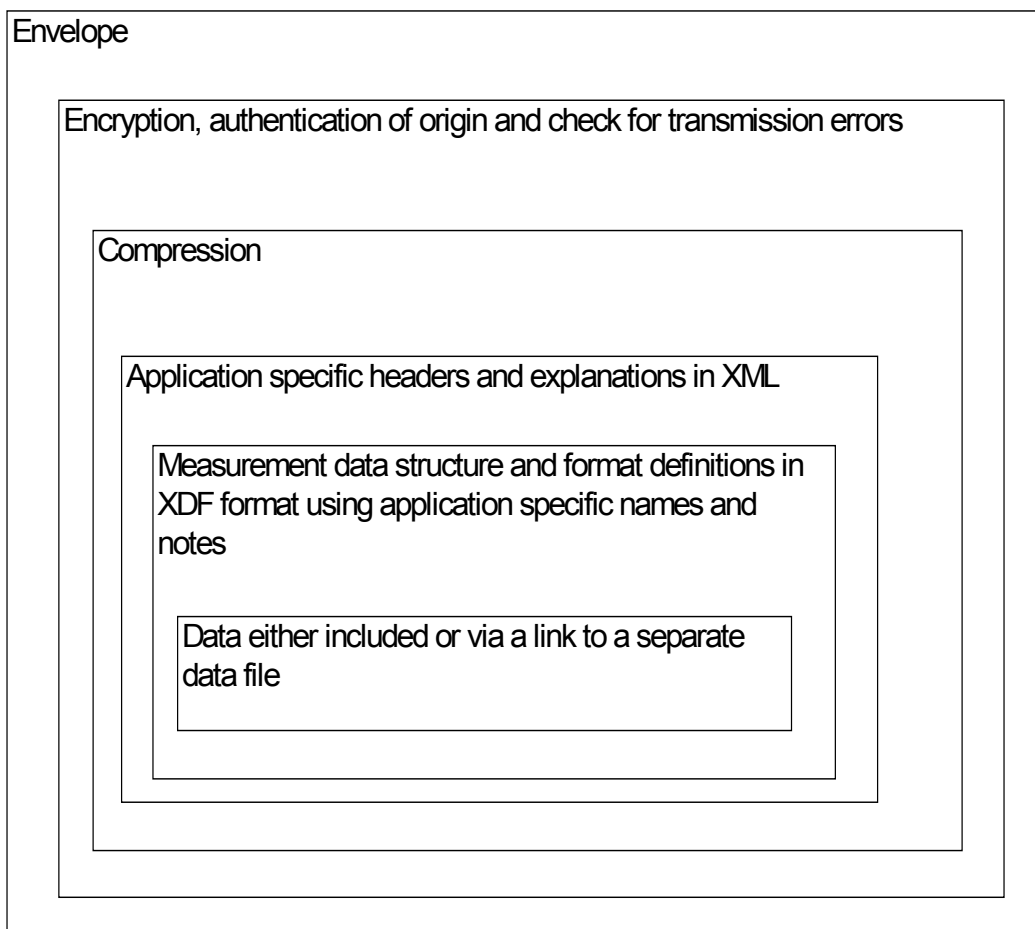 Envelope
Encryption, authentication of origin and check for transmission errors
Compression
Application specific headers and explanations in XML
Measurement data structure and format definitions in
XDF format using application specific names and
notes
Data either included or via a link to a separate
data file